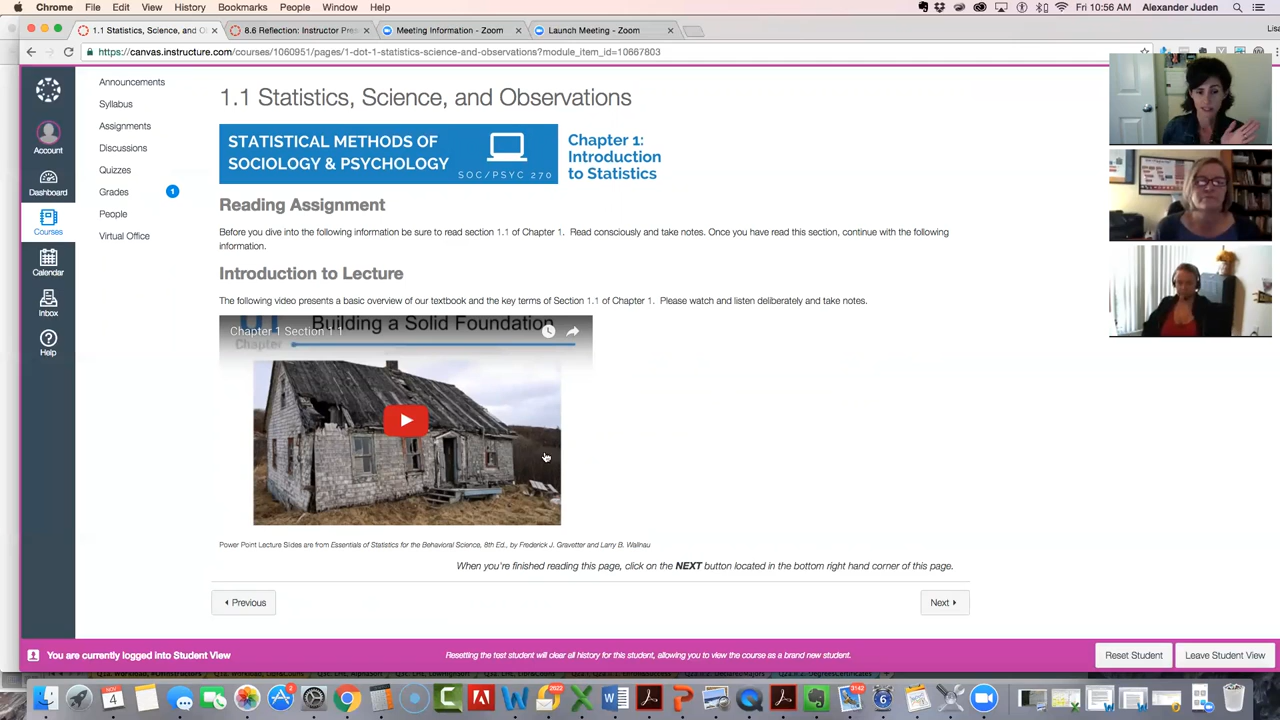 Chrome File Edit View History Bookmarks People Window Help
Fri 10:56 AM Alexander Juden
1.1 Statistics, Science, and O
8.6 Reflection: Instructor Pres
Meeting Information - Zoom
Launch Meeting - Zoom
Lisa
https://canvas.instructure.com/courses/1060951/pages/1-dot-1-statistics-science-and-observations?module_item_id=10667803
Account
Dashboard
Courses
Calendar
Inbox
Help
Announcements
Syllabus
Assignments
Discussions
Quizzes
Grades 1
People
Virtual Office
1.1 Statistics, Science, and Observations
STATISTICAL METHODS OF
SOCIOLOGY & PSYCHOLOGY
SOC/PSYC 270
Chapter 1:
Introduction
to Statistics
Reading Assignment
Before you dive into the following information be sure to read section 1.1 of Chapter 1. Read consciously and take notes. Once you have read this section, continue with the following
information.
Introduction to Lecture
The following video presents a basic overview of our textbook and the key terms of Section 1.1 of Chapter 1. Please watch and listen deliberately and take notes.
Building a Solid Foundation
Chapter 1 Section 1 1
Chapter
Power Point Lecture Slides are from Essentials of Statistics for the Behavioral Science, 8th Ed., by Frederick J. Gravetter and Larry B. Wallnau
When you're finished reading this page, click on the NEXT button located in the bottom right hand corner of this page.
Previous
Next
You are currently logged into Student View
Resetting the test student will clear all history for this student, allowing you to view the course as a brand new student.
Reset Student
Leave Student View
NOV
4
2
2622
3142
6